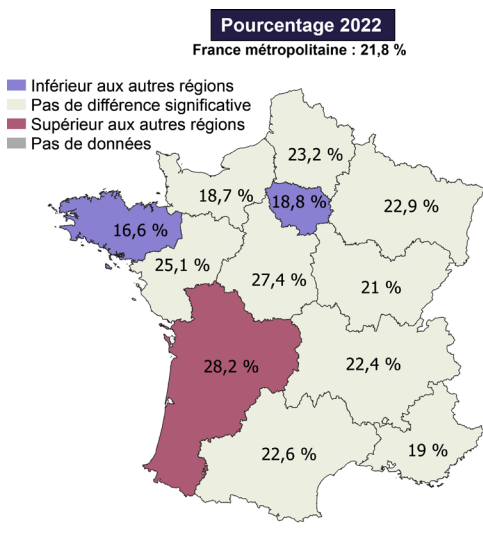 Pourcentage 2022
France métropolitaine : 21,8 %
Inférieur aux autres régions
Pas de différence significative
Supérieur aux autres régions
Pas de données
23,2 %
18,7 %
18,8 %
22,9 %
16,6 %
25,1 %
27,4 %
21 %
28,2 %
22,4 %
22,6 %
19 %